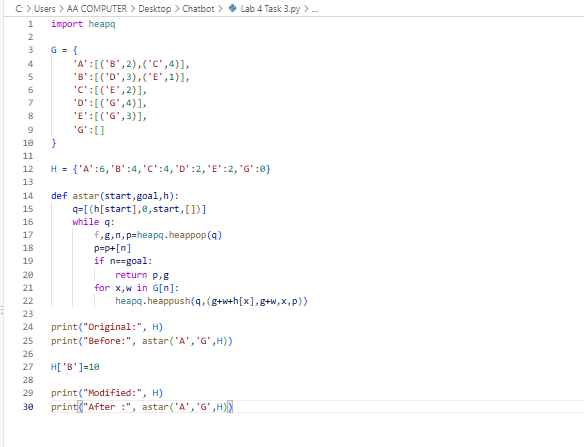 C: > Users > AA COMPUTER > Desktop > Chatbot > Lab 4 Task 3.py > ...
1 import heapq
2
3 G = {
4     'A':[('B',2),('C',4)],
5     'B':[('D',3),('E',1)],
6     'C':[('E',2)],
7     'D':[('G',4)],
8     'E':[('G',3)],
9     'G':[]
10 }
11
12 H = {'A':6,'B':4,'C':4,'D':2,'E':2,'G':0}
13
14 def astar(start,goal,h):
15     q=[(h[start],0,start,[])]
16     while q:
17         f,g,n,p=heapq.heappop(q)
18         p=p+[n]
19         if n==goal:
20             return p,g
21         for x,w in G[n]:
22             heapq.heappush(q,(g+w+h[x],g+w,x,p))
23
24 print("Original:", H)
25 print("Before:", astar('A','G',H))
26
27 H['B']=10
28
29 print("Modified:", H)
30 print("After :", astar('A','G',H))